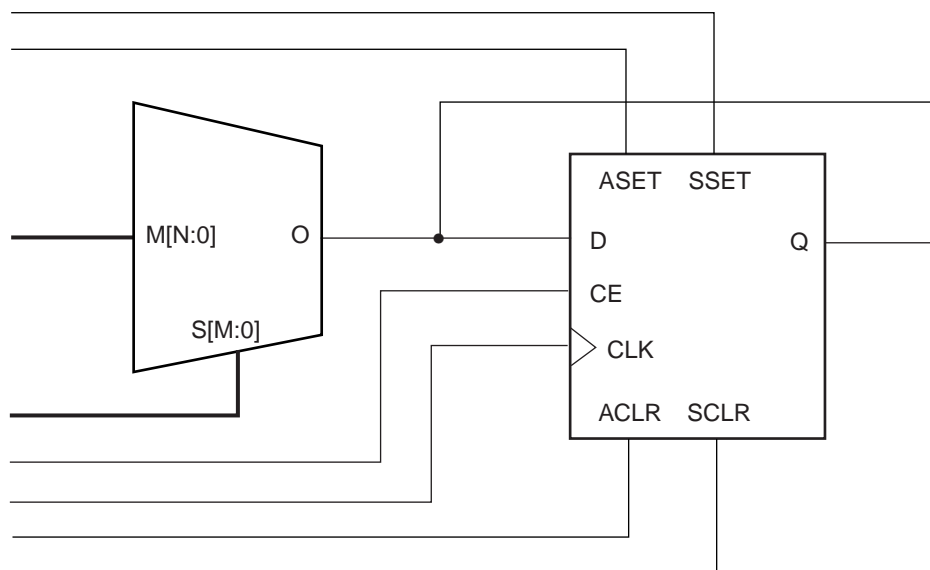 ASET SSET
M[N:0] O
D Q
CE
S[M:0]
CLK
ACLR SCLR